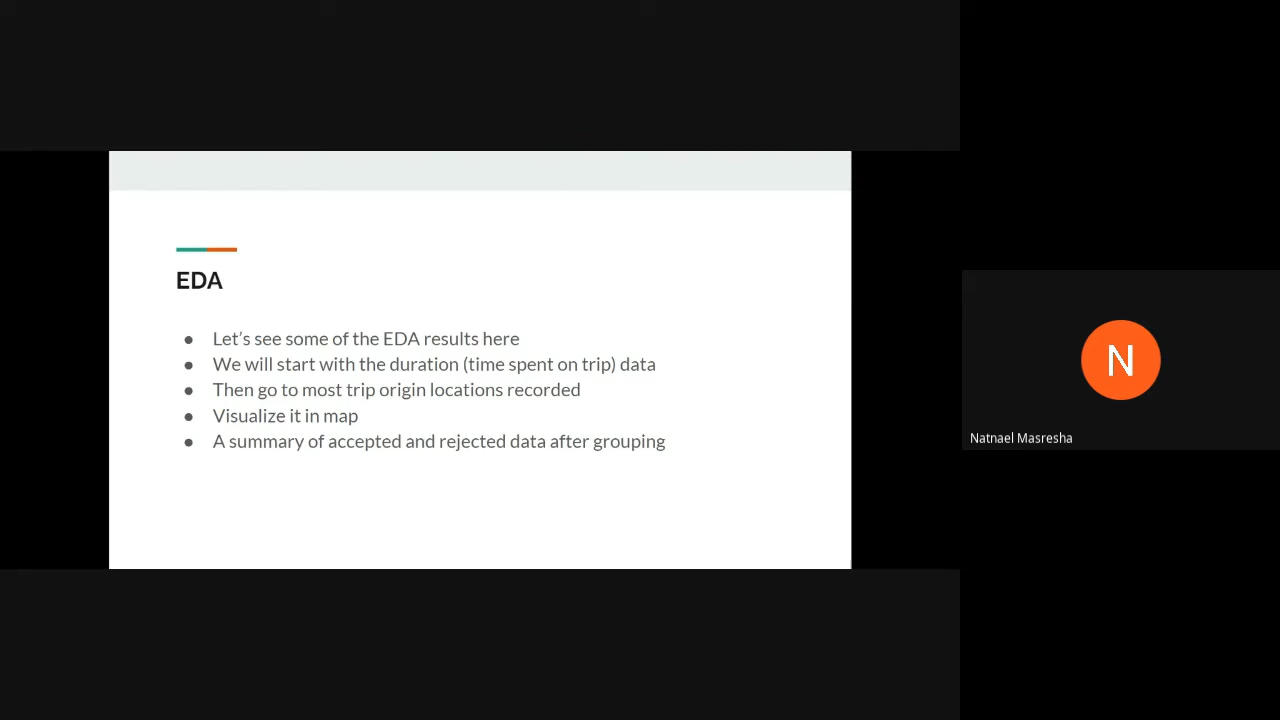 EDA
● Let’s see some of the EDA results here
● We will start with the duration (time spent on trip) data
● Then go to most trip origin locations recorded
● Visualize it in map
● A summary of accepted and rejected data after grouping
N
Natnael Masresha